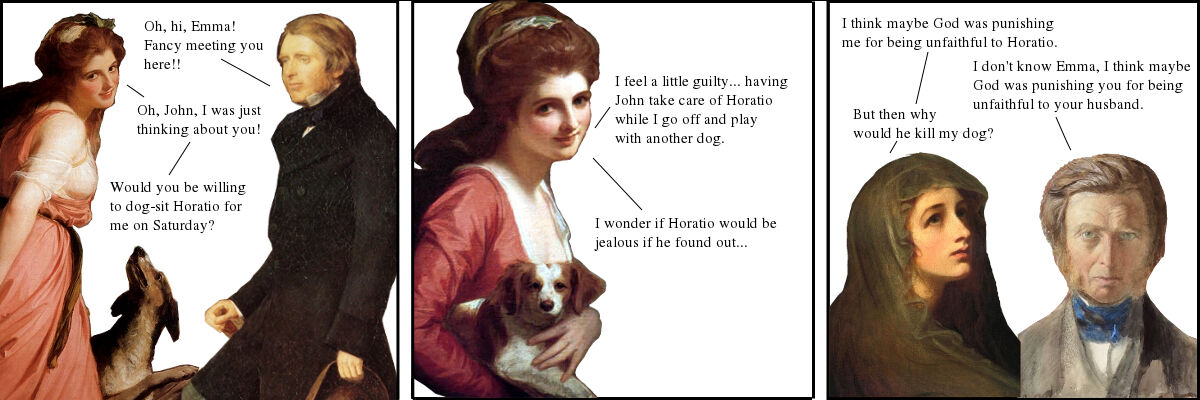 Oh, hi, Emma!
Fancy meeting you
here!!
Oh, John, I was just
thinking about you!
Would you be willing
to dog-sit Horatio for
me on Saturday?
I feel a little guilty... having
John take care of Horatio
while I go off and play
with another dog.
I wonder if Horatio would be
jealous if he found out...
I think maybe God was punishing
me for being unfaithful to Horatio.
But then why
would he kill my dog?
I don't know Emma, I think maybe
God was punishing you for being
unfaithful to your husband.